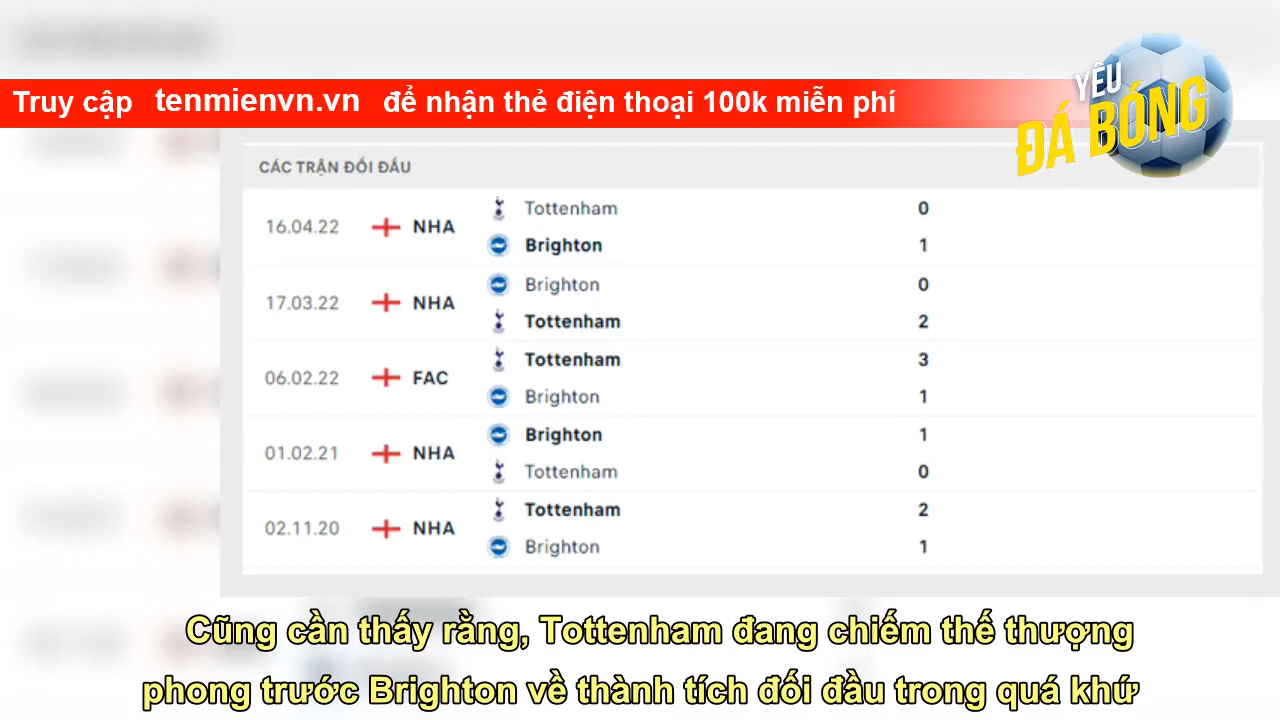 Truy cập tenmienvn.vn để nhận thẻ điện thoại 100k miễn phí
YÊU
ĐÁ BÓNG
CÁC TRẬN ĐỐI ĐẦU
16.04.22 NHA Tottenham 0
Brighton 1
17.03.22 NHA Brighton 0
Tottenham 2
06.02.22 FAC Tottenham 3
Brighton 1
01.02.21 NHA Brighton 1
Tottenham 0
02.11.20 NHA Tottenham 2
Brighton 1
Cũng cần thấy rằng, Tottenham đang chiếm thế thượng
phong trước Brighton về thành tích đối đầu trong quá khứ